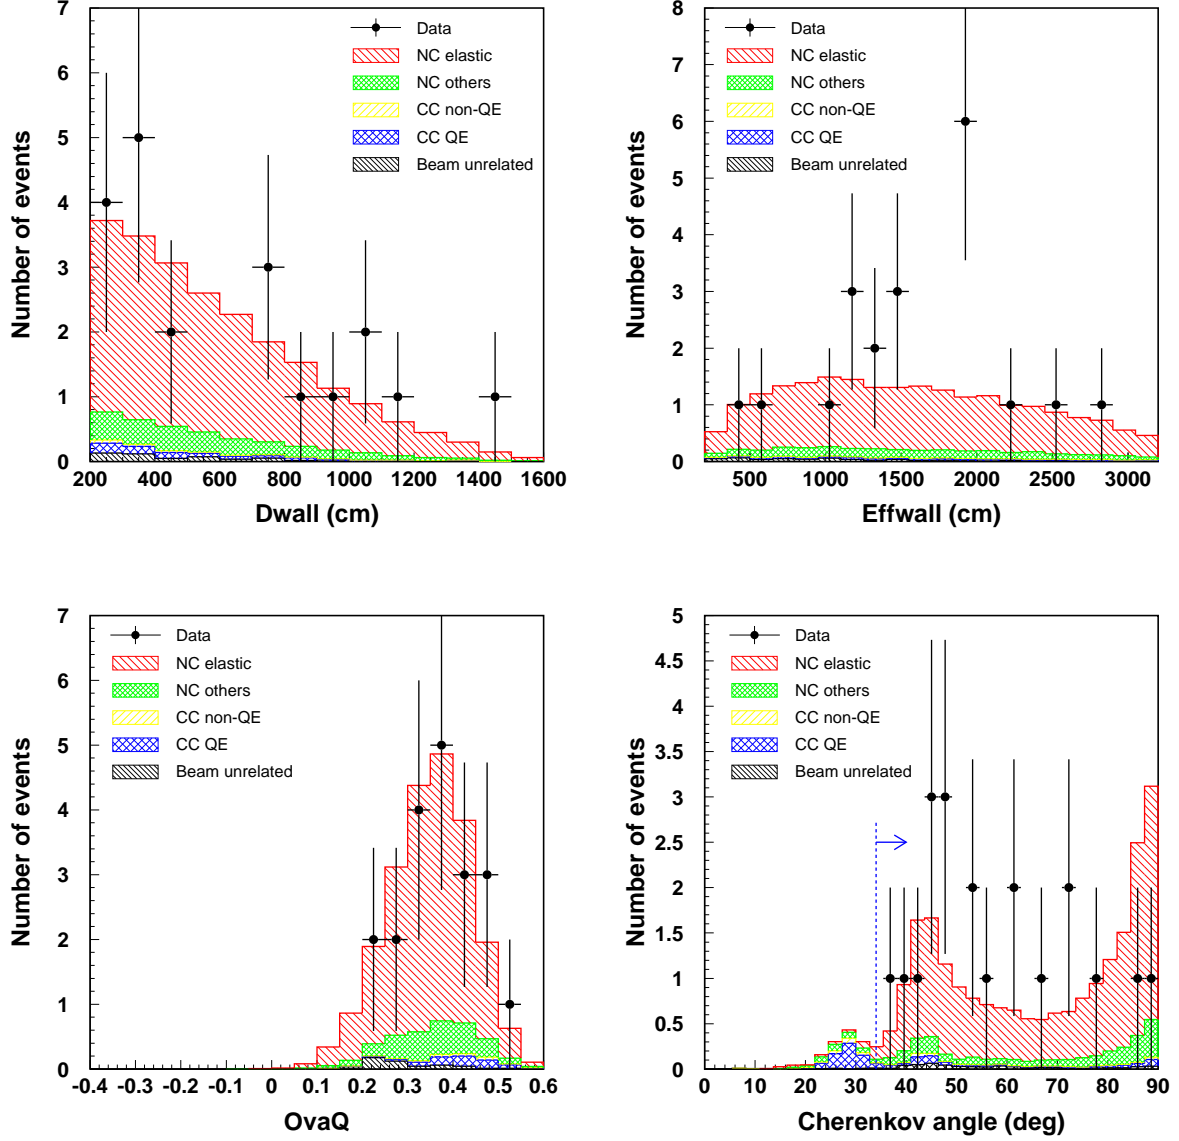 Number of events
7
6
5
4
3
2
1
0
Data
NC elastic
NC others
CC non-QE
CC QE
Beam unrelated
200 400 600 800 1000 1200 1400 1600
Dwall (cm)
Number of events
8
7
6
5
4
3
2
1
0
Data
NC elastic
NC others
CC non-QE
CC QE
Beam unrelated
500 1000 1500 2000 2500 3000
Effwall (cm)
Number of events
7
6
5
4
3
2
1
0
Data
NC elastic
NC others
CC non-QE
CC QE
Beam unrelated
-0.4 -0.3 -0.2 -0.1 0 0.1 0.2 0.3 0.4 0.5 0.6
OvaQ
Number of events
5
4.5
4
3.5
3
2.5
2
1.5
1
0.5
0
Data
NC elastic
NC others
CC non-QE
CC QE
Beam unrelated
0 10 20 30 40 50 60 70 80 90
Cherenkov angle (deg)